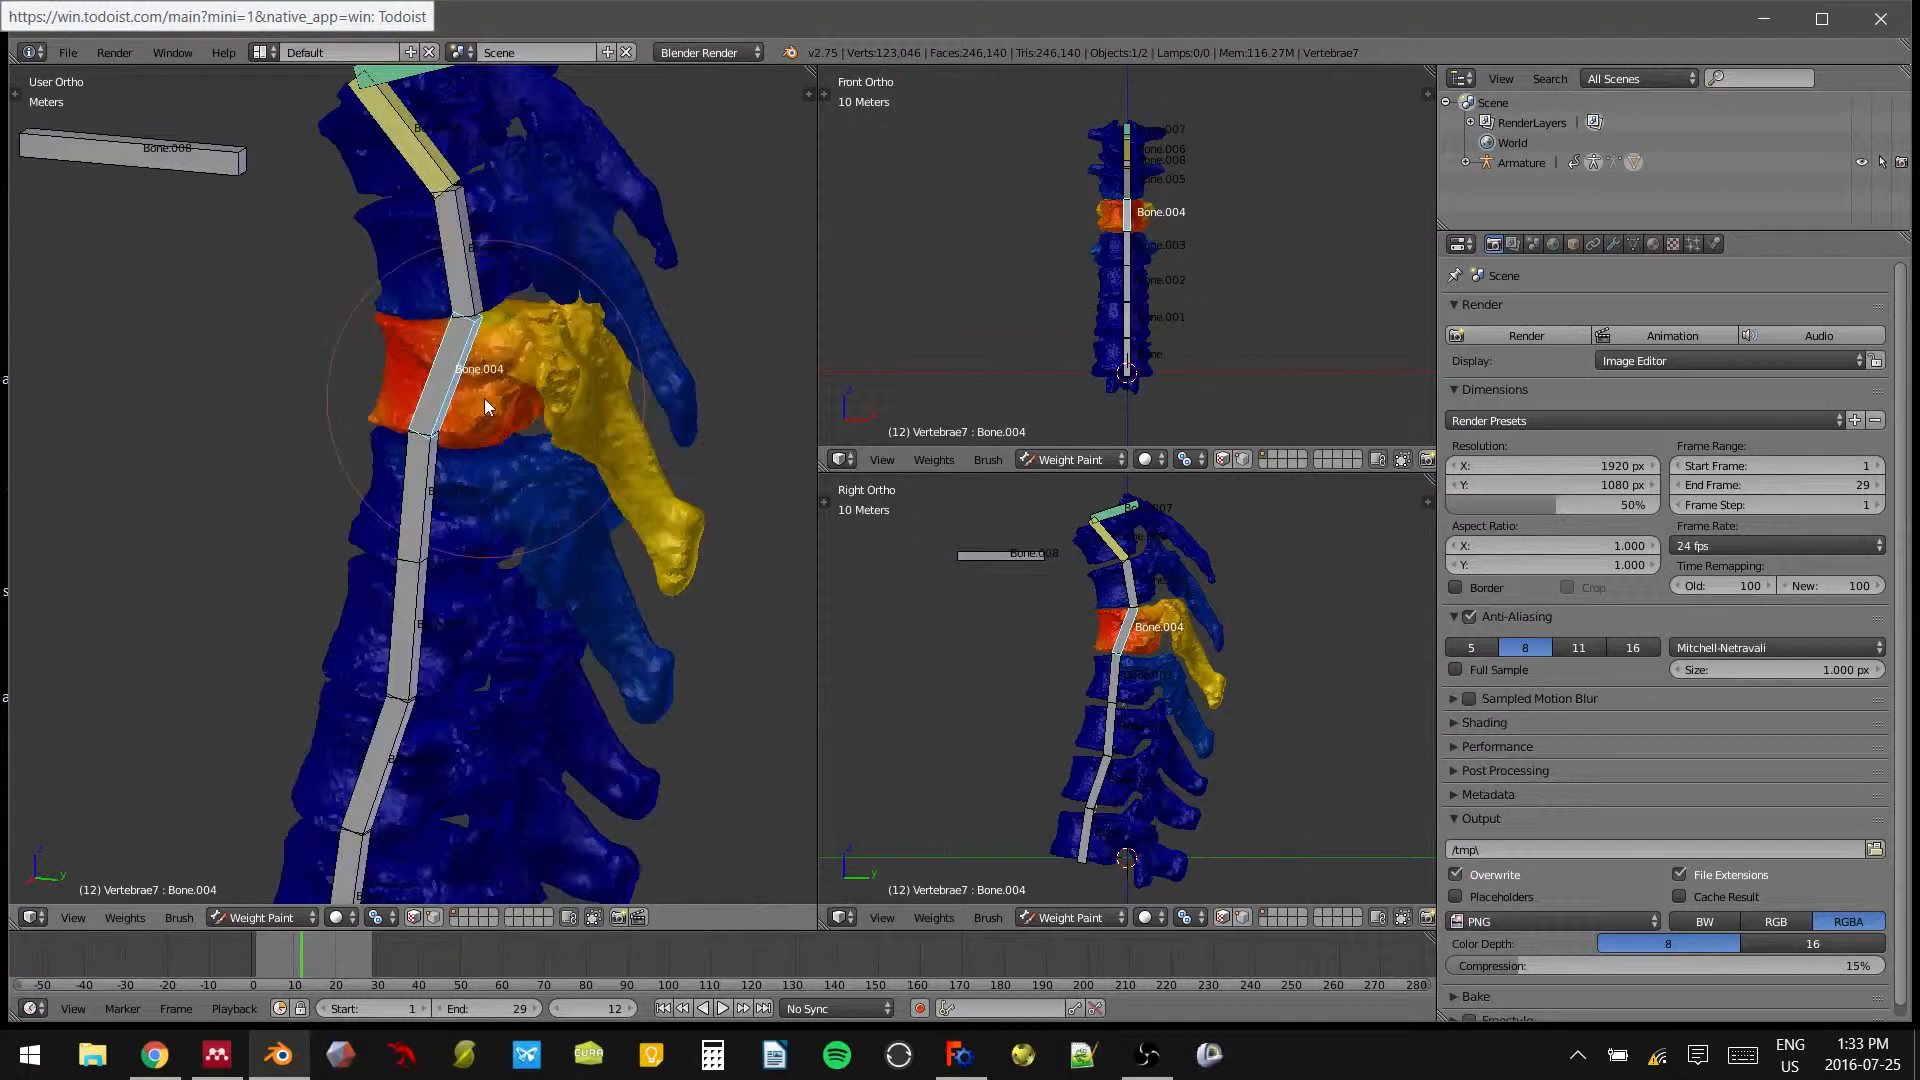 https://win.todoist.com/main?mini=1&native_app=win: Todoist
File Render Window Help Default Scene Blender Render v2.75 | Verts:123,046 | Faces:246,140 | Tris:246,140 | Objects:1/2 | Lamps:0/0 | Mem:116.27M | Vertebrae7
User Ortho
Meters
Bone.008
Bone.004
(12) Vertebrae7 : Bone.004
View Weights Brush Weight Paint
Front Ortho
10 Meters
Bone.004
(12) Vertebrae7 : Bone.004
View Weights Brush Weight Paint
Right Ortho
10 Meters
Bone.008
Bone.004
(12) Vertebrae7 : Bone.004
View Weights Brush Weight Paint
View Search All Scenes
Scene
RenderLayers
World
Armature
Scene
Render
Render Animation Audio
Display: Image Editor
Dimensions
Render Presets
Resolution: Frame Range:
X: 1920 px Start Frame: 1
Y: 1080 px End Frame: 29
50% Frame Step: 1
Aspect Ratio: Frame Rate:
X: 1.000 24 fps
Y: 1.000 Time Remapping:
Border Crop Old: 100 New: 100
Anti-Aliasing
5 8 11 16 Mitchell-Netravali
Full Sample Size: 1.000 px
Sampled Motion Blur
Shading
Performance
Post Processing
Metadata
Output
/tmp\
Overwrite File Extensions
Placeholders Cache Result
PNG BW RGB RGBA
Color Depth: 8 16
Compression: 15%
Bake
-50 -40 -30 -20 -10 0 10 20 30 40 50 60 70 80 90 100 110 120 130 140 150 160 170 180 190 200 210 220 230 240 250 260 270 280
View Marker Frame Playback Start: 1 End: 29 12 No Sync
CURA
ENG
US
1:33 PM
2016-07-25